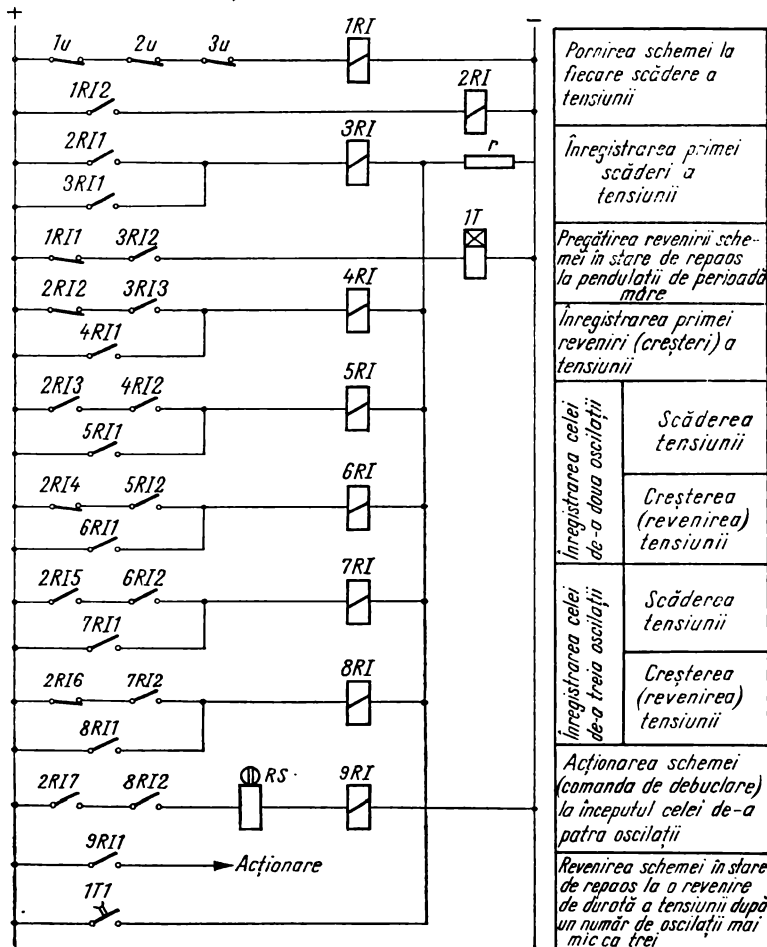 +
−
1u 2u 3u 1RI
1RI2 2RI
2RI1 3RI r
3RI1
1RI1 3RI2 1T
2RI2 3RI3 4RI
4RI1
2RI3 4RI2 5RI
5RI1
2RI4 5RI2 6RI
6RI1
2RI5 6RI2 7RI
7RI1
2RI6 7RI2 8RI
8RI1
2RI7 8RI2 RS 9RI
9RI1 Acționare
1T1
Pornirea schemei la
fiecare scădere a
tensiunii
Înregistrarea primei
scăderi a
tensiunii
Pregătirea revenirii sche-
mei în stare de repaos
la pendulații de perioadă
mare
Înregistrarea primei
reveniri (creșteri) a
tensiunii
Înregistrarea celei
de-a doua oscilații
Scăderea
tensiunii
Creșterea
(revenirea)
tensiunii
Înregistrarea celei
de-a treia oscilații
Scăderea
tensiunii
Creșterea
(revenirea)
tensiunii
Acționarea schemei
(comanda de debuclare)
la începutul celei de-a
patra oscilații
Revenirea schemei în stare
de repaos la o revenire
de durată a tensiunii după
un număr de oscilații mai
mic ca trei